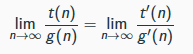 lim n→∞ t(n)/g(n) = lim n→∞ t′(n)/g′(n)